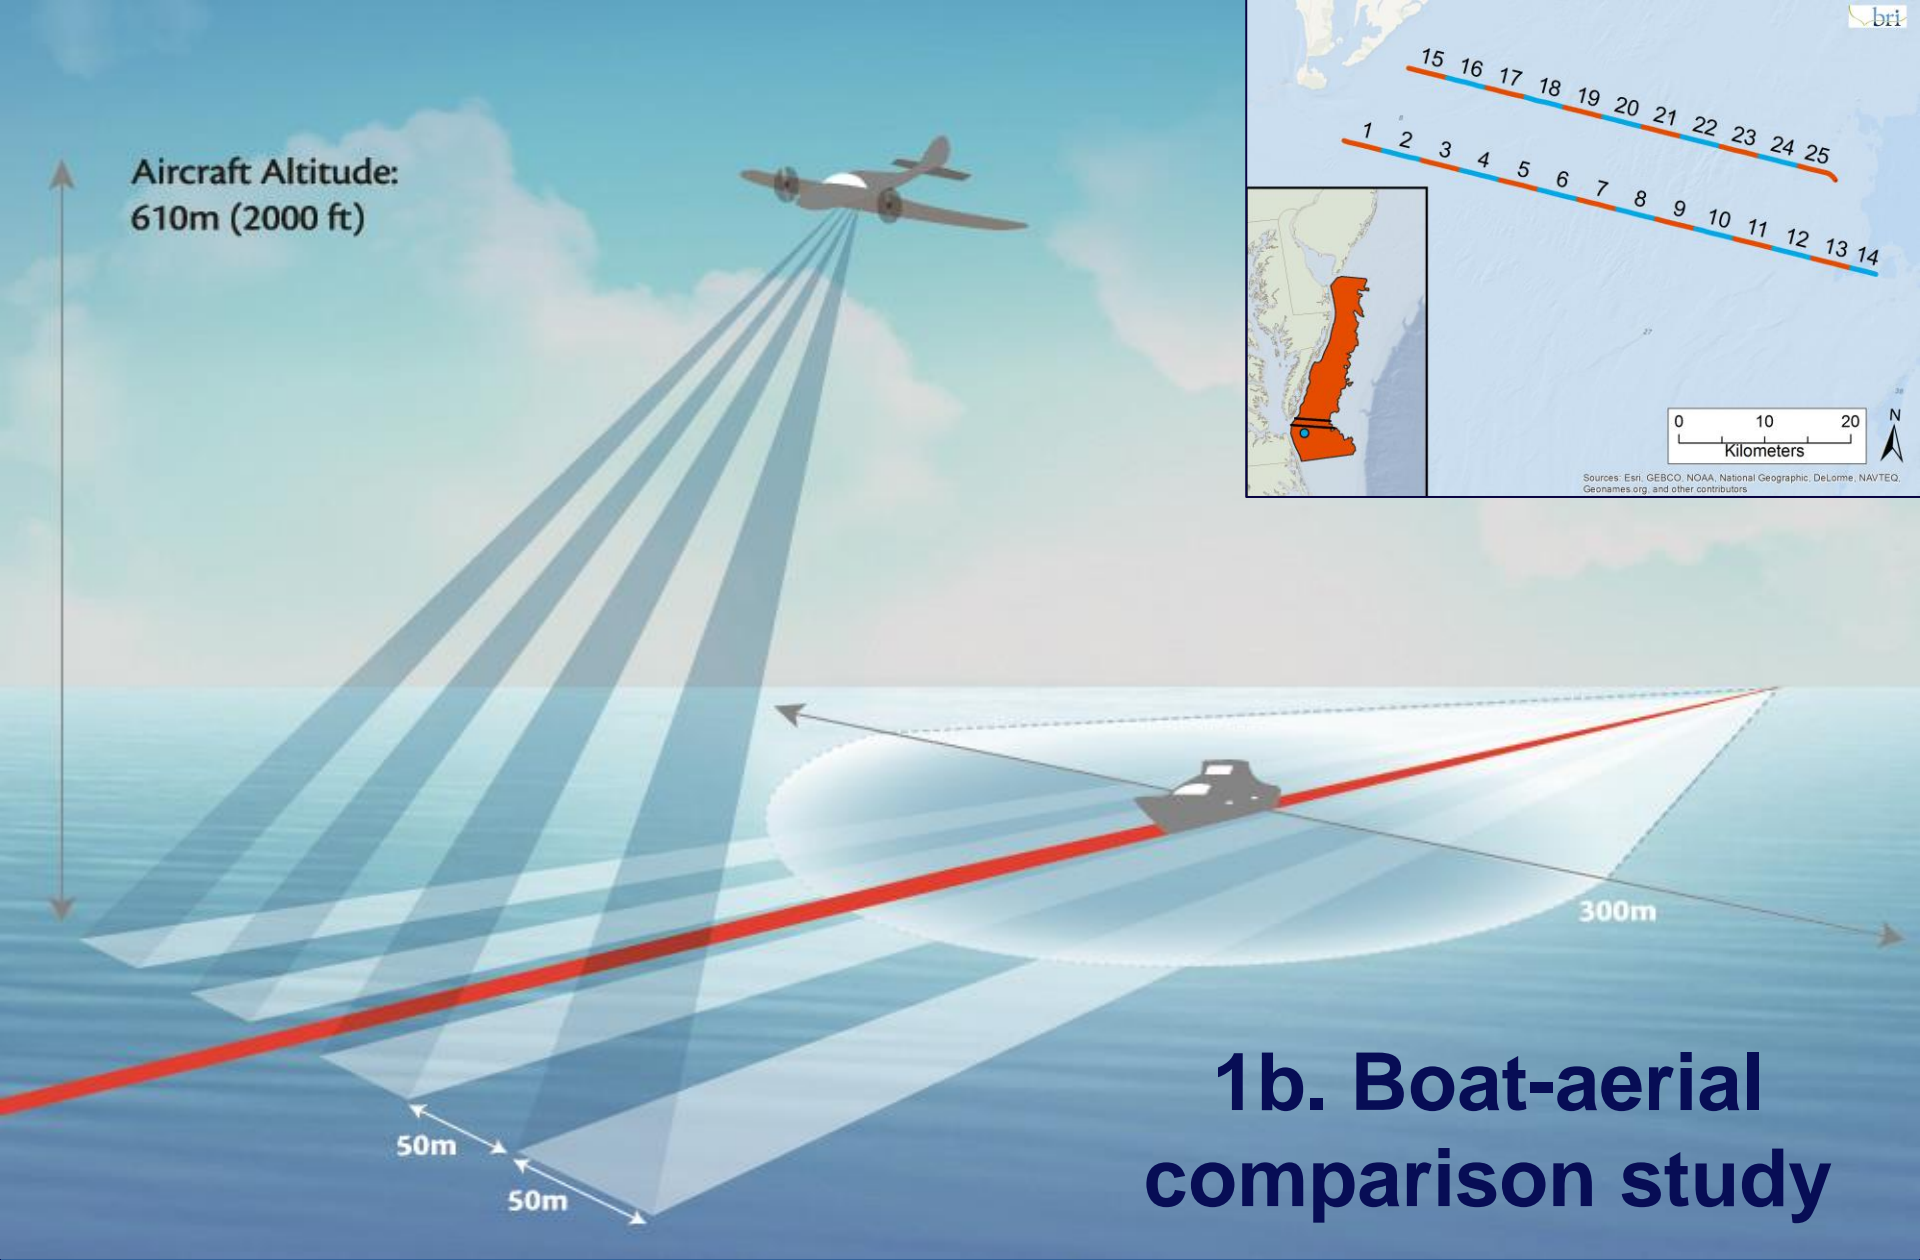 Aircraft Altitude:
610m (2000 ft)
bri
15 16 17 18 19 20 21 22 23 24 25
1 2 3 4 5 6 7 8 9 10 11 12 13 14
27
0 10 20
Kilometers
N
Sources: Esri, GEBCO, NOAA, National Geographic, DeLorme, NAVTEQ,
Geonames.org, and other contributors
300m
50m
50m
1b. Boat-aerial
comparison study